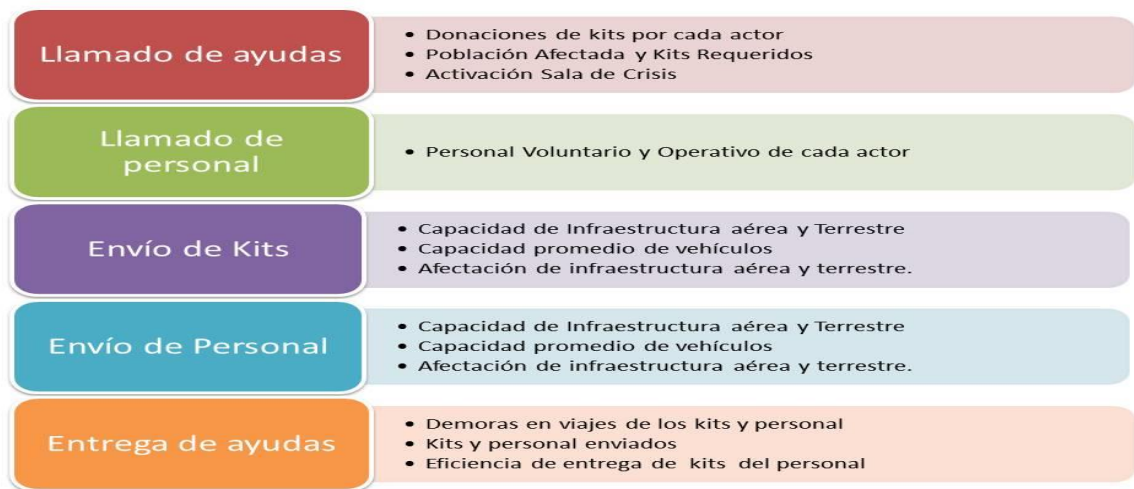 Llamado de ayudas
• Donaciones de kits por cada actor
• Población Afectada y Kits Requeridos
• Activación Sala de Crisis
Llamado de
personal
• Personal Voluntario y Operativo de cada actor
Envío de Kits
• Capacidad de Infraestructura aérea y Terrestre
• Capacidad promedio de vehículos
• Afectación de infraestructura aérea y terrestre.
Envío de Personal
• Capacidad de Infraestructura aérea y Terrestre
• Capacidad promedio de vehículos
• Afectación de infraestructura aérea y terrestre.
Entrega de ayudas
• Demoras en viajes de los kits y personal
• Kits y personal enviados
• Eficiencia de entrega de kits del personal